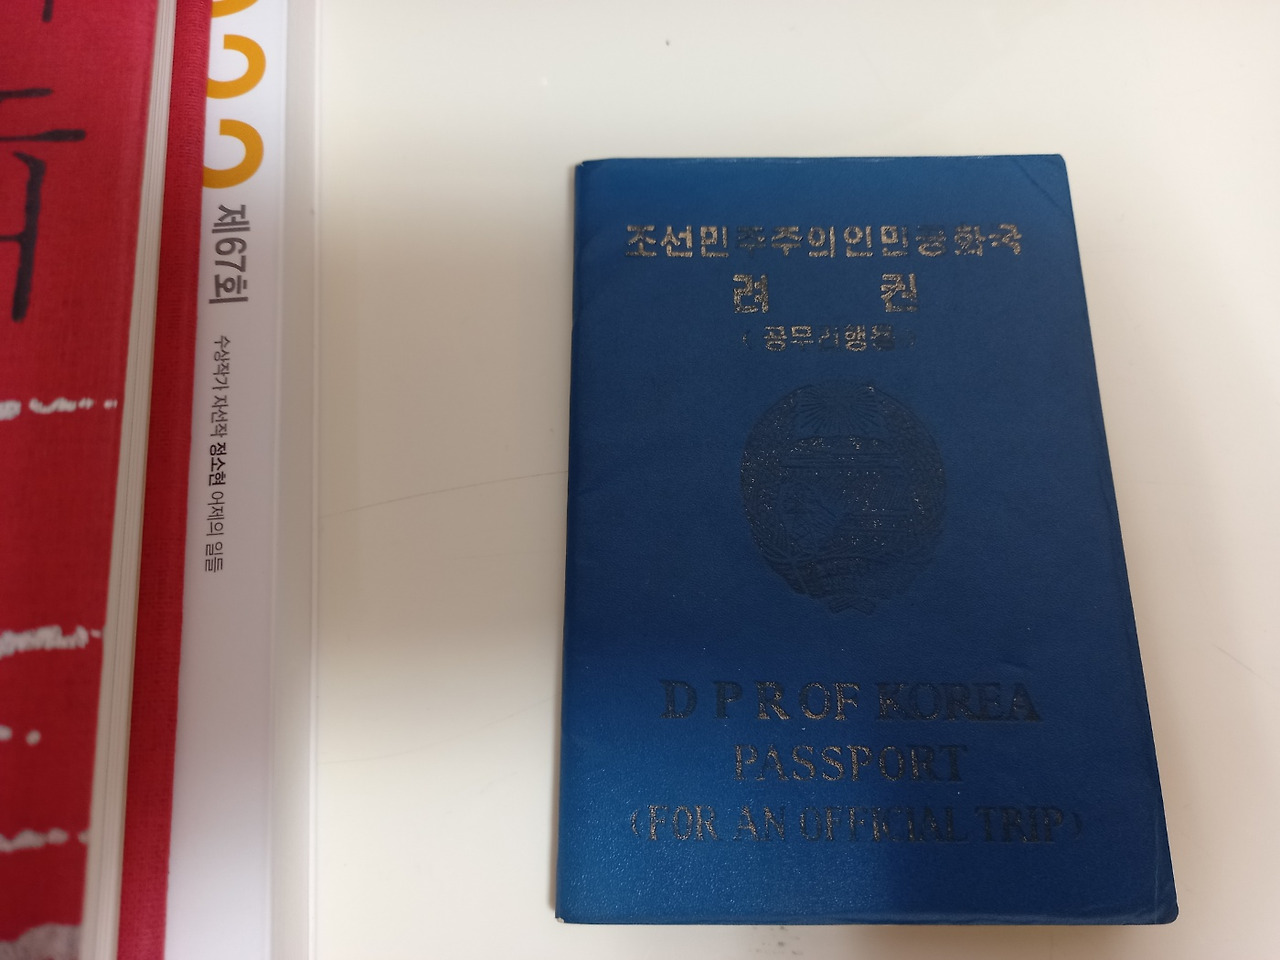 제67회
수상작가 자선작 정소현 어제의 일들
조선민주주의인민공화국
려 권
(공무려행용)
D P R OF KOREA
PASSPORT
(FOR AN OFFICIAL TRIP)